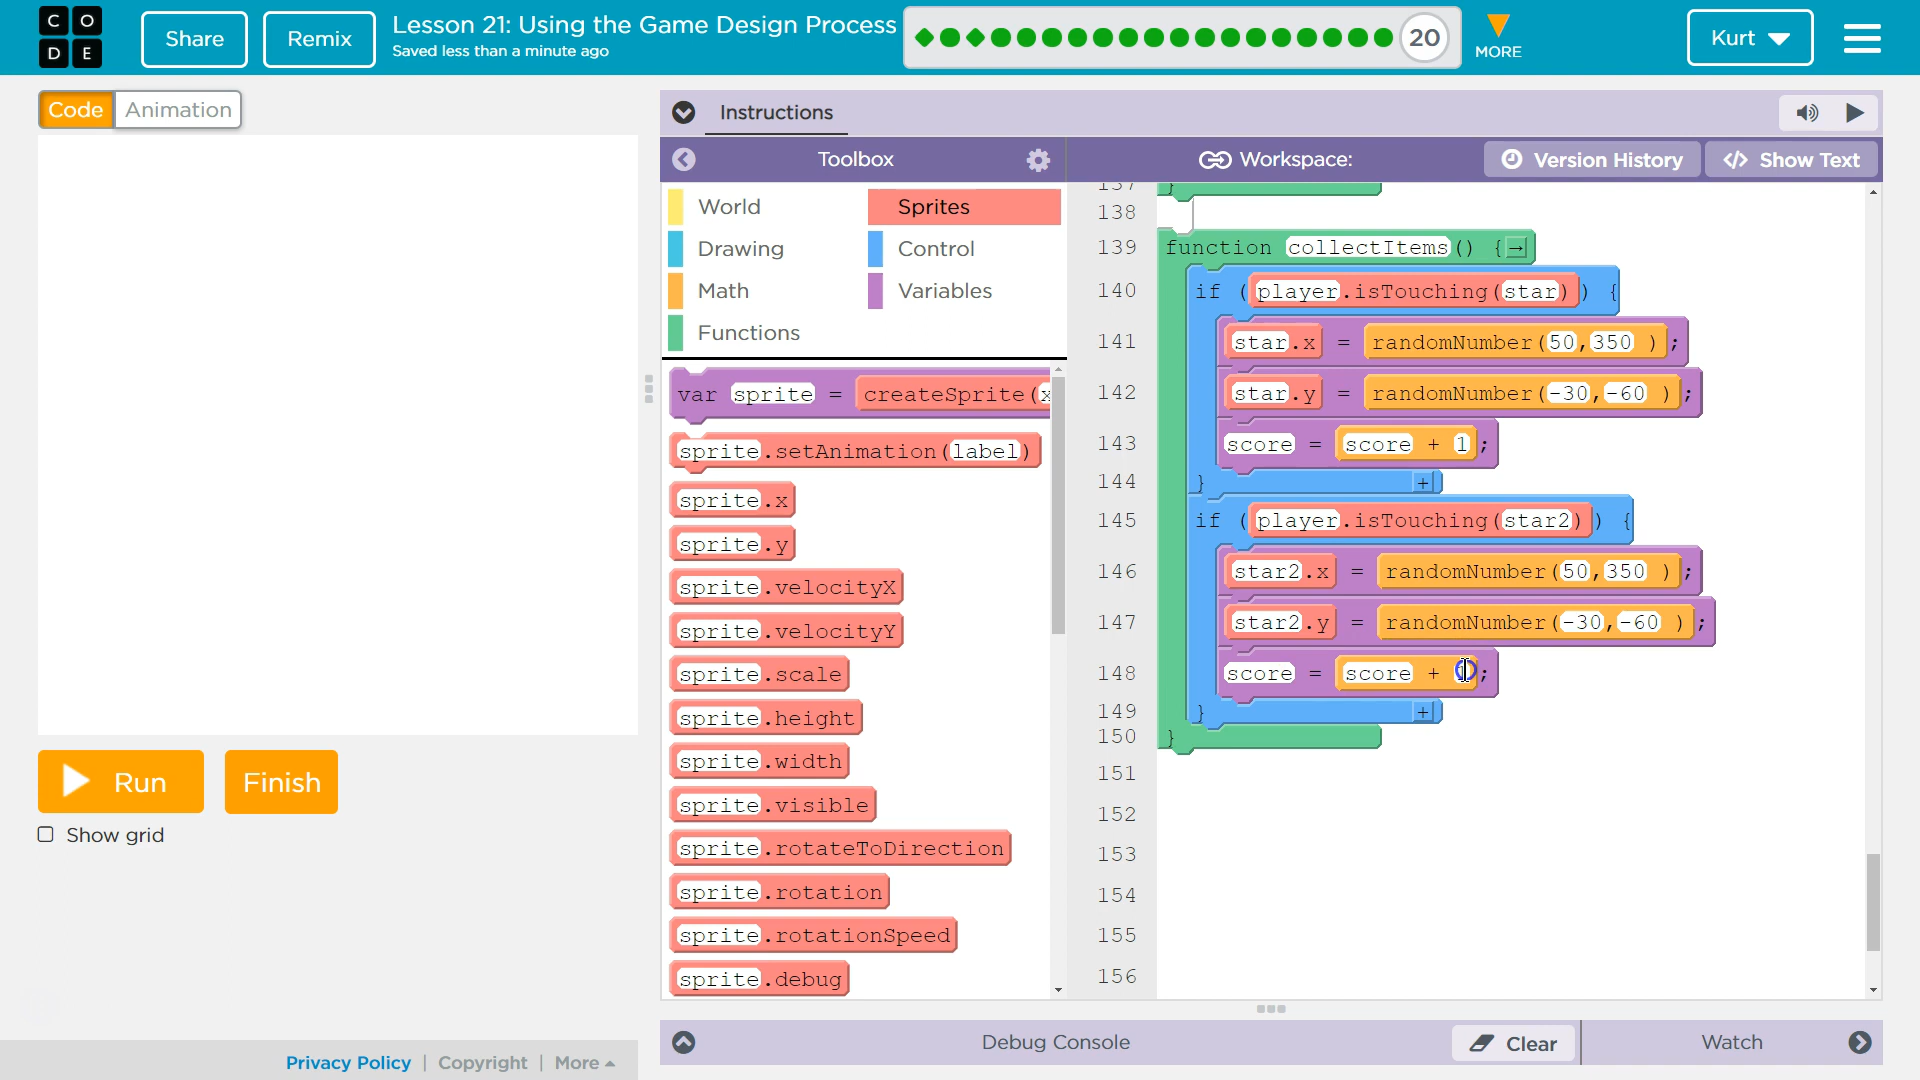 C O
D E
Share
Remix
Lesson 21: Using the Game Design Process
Saved less than a minute ago
20
MORE
Kurt
Code
Animation
Instructions
Toolbox
Workspace:
Version History
Show Text
World
Sprites
Drawing
Control
Math
Variables
Functions
var sprite = createSprite(x
sprite.setAnimation(label)
sprite.x
sprite.y
sprite.velocityX
sprite.velocityY
sprite.scale
sprite.height
sprite.width
sprite.visible
sprite.rotateToDirection
sprite.rotation
sprite.rotationSpeed
sprite.debug
137 }
138
139 function collectItems() {→
140 if (player.isTouching(star)) {
141 star.x = randomNumber(50,350 );
142 star.y = randomNumber(-30,-60 );
143 score = score + 1;
144 } +
145 if (player.isTouching(star2)) {
146 star2.x = randomNumber(50,350 );
147 star2.y = randomNumber(-30,-60 );
148 score = score + ;
149 } +
150 }
151
152
153
154
155
156
Run
Finish
Show grid
Debug Console
Clear
Watch
Privacy Policy | Copyright | More